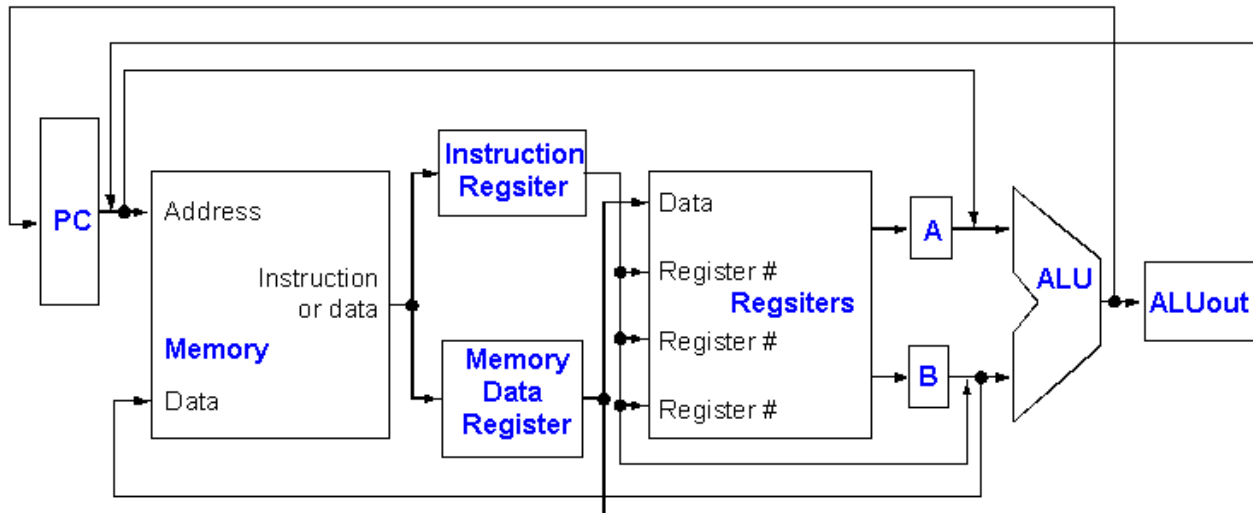 PC
Address
Instruction
or data
Memory
Data
Instruction
Regsiter
Memory
Data
Register
Data
Register #
Regsiters
Register #
Register #
A
B
ALU
ALUout